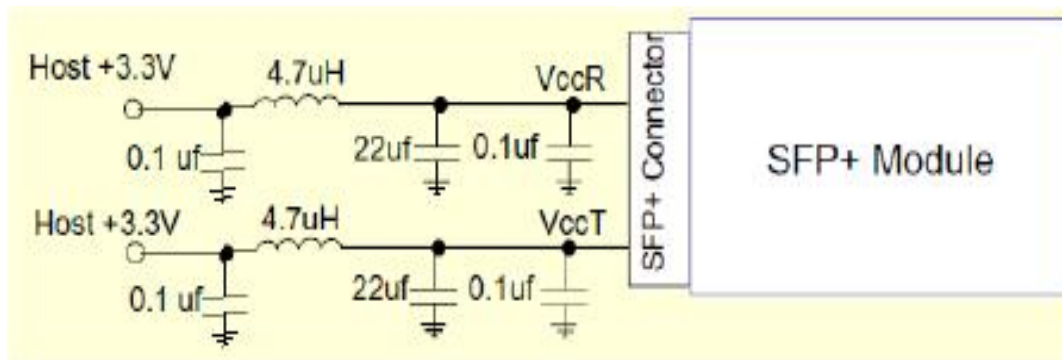 Host +3.3V
4.7uH
VccR
0.1 uf
22uf
0.1uf
Host +3.3V
4.7uH
VccT
0.1 uf
22uf
0.1uf
SFP+ Connector
SFP+ Module